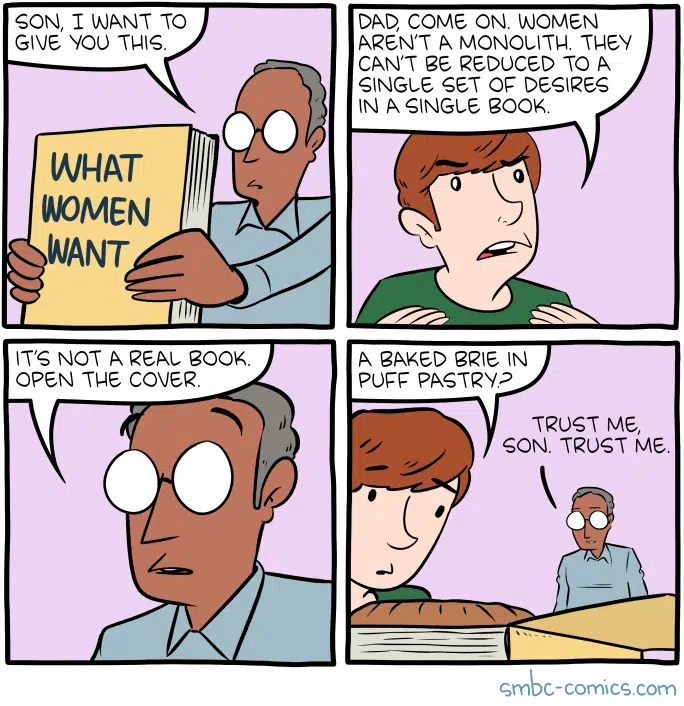 SON, I WANT TO
GIVE YOU THIS.
WHAT
WOMEN
WANT
DAD, COME ON. WOMEN
AREN'T A MONOLITH. THEY
CAN'T BE REDUCED TO A
SINGLE SET OF DESIRES
IN A SINGLE BOOK.
IT'S NOT A REAL BOOK.
OPEN THE COVER.
A BAKED BRIE IN
PUFF PASTRY?
TRUST ME,
SON. TRUST ME.
smbc-comics.com